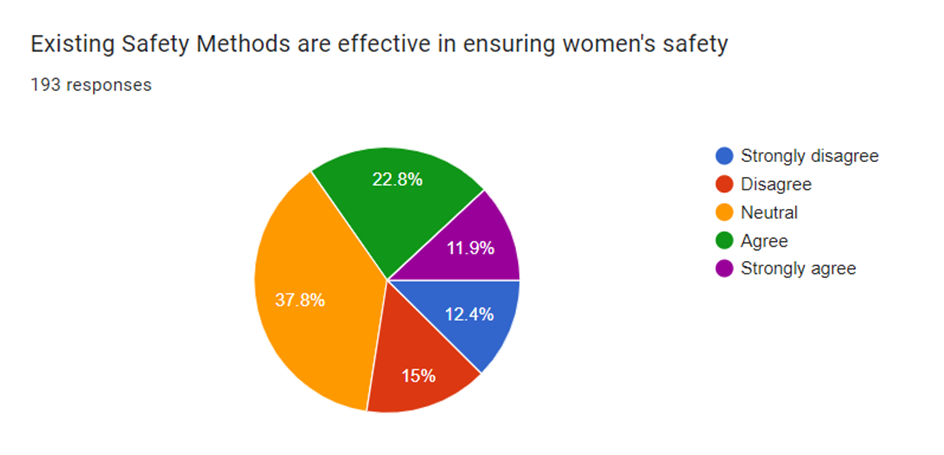 Existing Safety Methods are effective in ensuring women's safety
193 responses
22.8%
11.9%
37.8%
12.4%
15%
Strongly disagree
Disagree
Neutral
Agree
Strongly agree